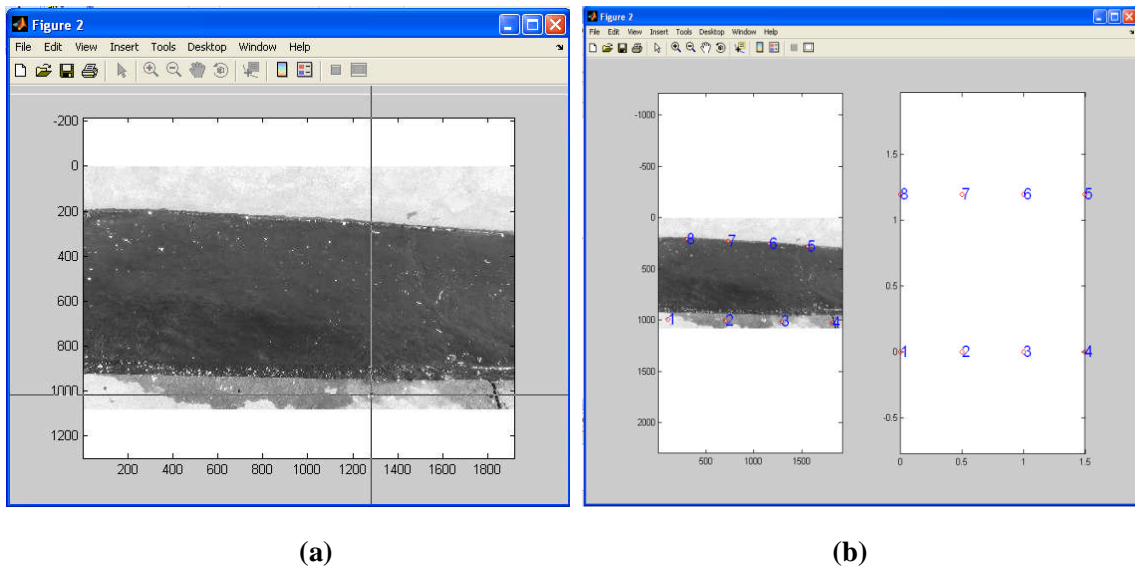 Figure 2
File Edit View Insert Tools Desktop Window Help
-200
0
200
400
600
800
1000
1200
200 400 600 800 1000 1200 1400 1600 1800
(a)
Figure 2
File Edit View Insert Tools Desktop Window Help
-1000
-500
0
500
1000
1500
2000
500 1000 1500
8 7 6 5
1 2 3 4
1.5
1
0.5
0
-0.5
0 0.5 1 1.5
8 7 6 5
1 2 3 4
(b)